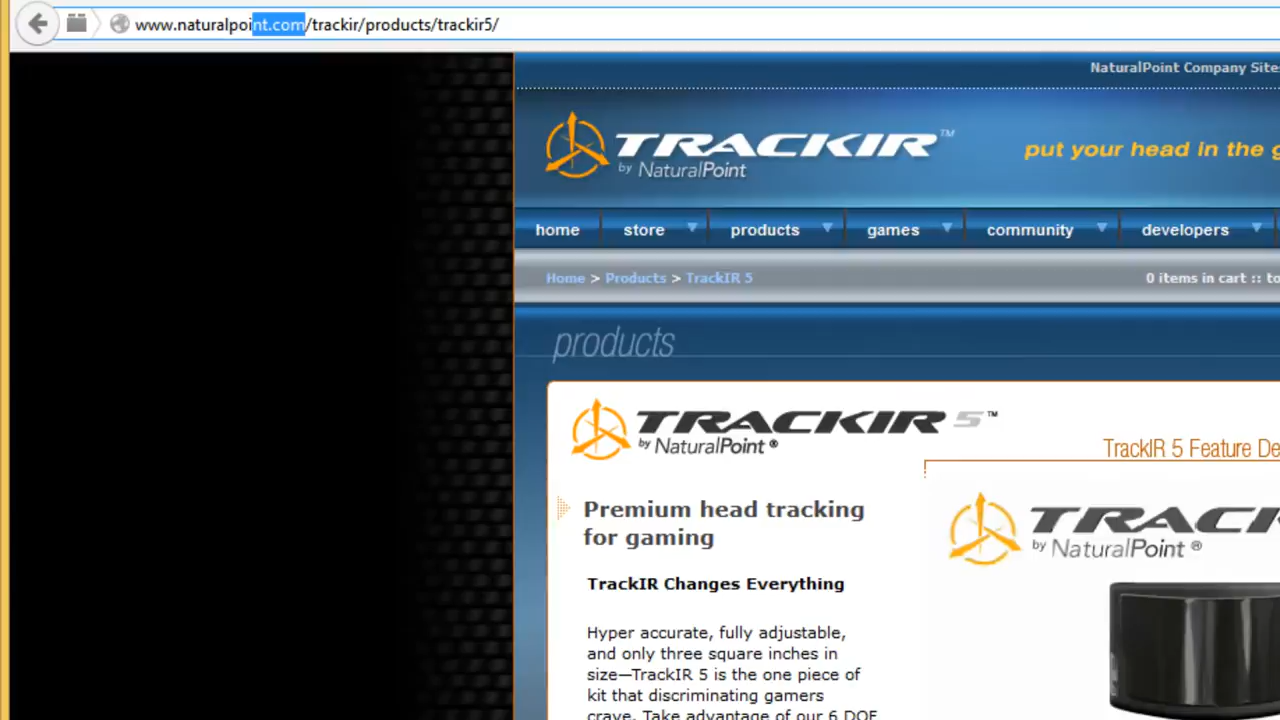 www.naturalpoint.com/trackir/products/trackir5/
NaturalPoint Company Sites
TRACKIR™
by NaturalPoint
put your head in the g
home store products games community developers
Home > Products > TrackIR 5
0 items in cart :: to
products
TRACKIR 5™
by NaturalPoint®
TrackIR 5 Feature De
TRACK
by NaturalPoint®
Premium head tracking
for gaming
TrackIR Changes Everything
Hyper accurate, fully adjustable,
and only three square inches in
size—TrackIR 5 is the one piece of
kit that discriminating gamers
crave. Take advantage of our 6 DOF